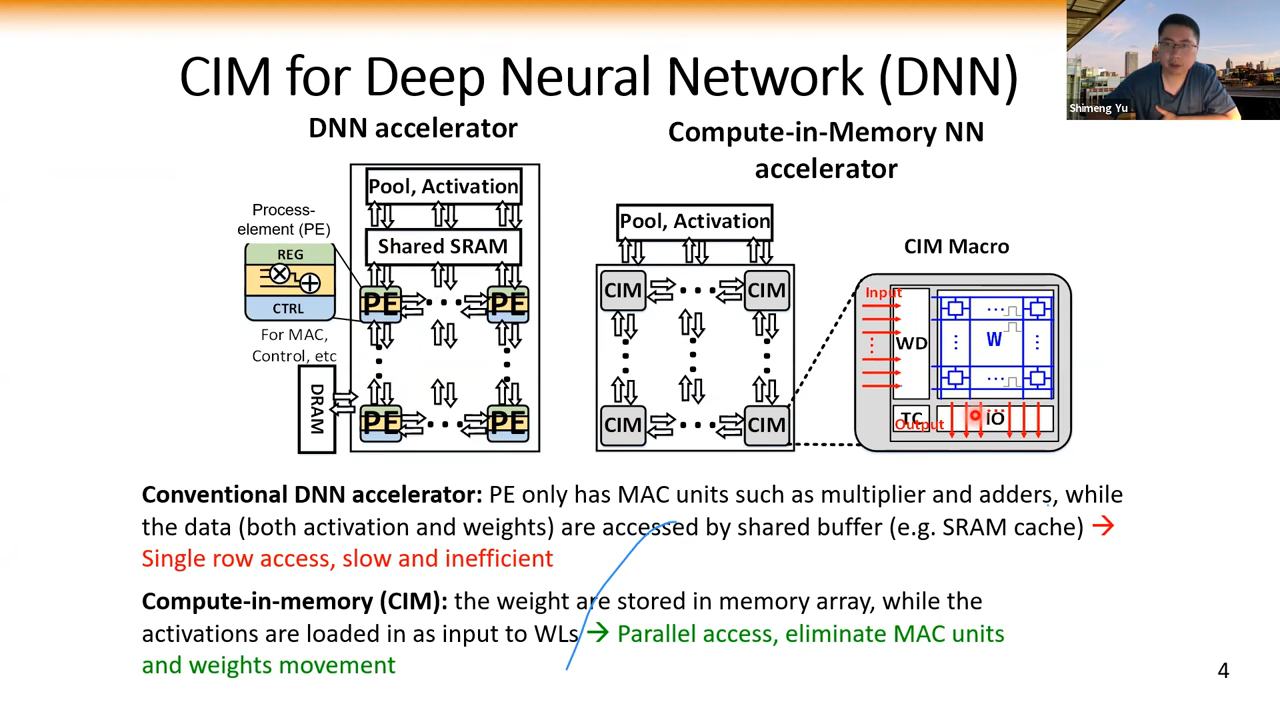 CIM for Deep Neural Network (DNN)
Shimeng Yu
DNN accelerator
Compute-in-Memory NN
accelerator
Pool, Activation
Shared SRAM
Process-
element (PE)
REG
CTRL
For MAC,
Control, etc
DRAM
PE
PE
PE
PE
Pool, Activation
CIM
CIM
CIM
CIM
CIM Macro
Input
WD
W
TC
Output
IO
Conventional DNN accelerator: PE only has MAC units such as multiplier and adders, while
the data (both activation and weights) are accessed by shared buffer (e.g. SRAM cache) →
Single row access, slow and inefficient
Compute-in-memory (CIM): the weight are stored in memory array, while the
activations are loaded in as input to WLs → Parallel access, eliminate MAC units
and weights movement
4